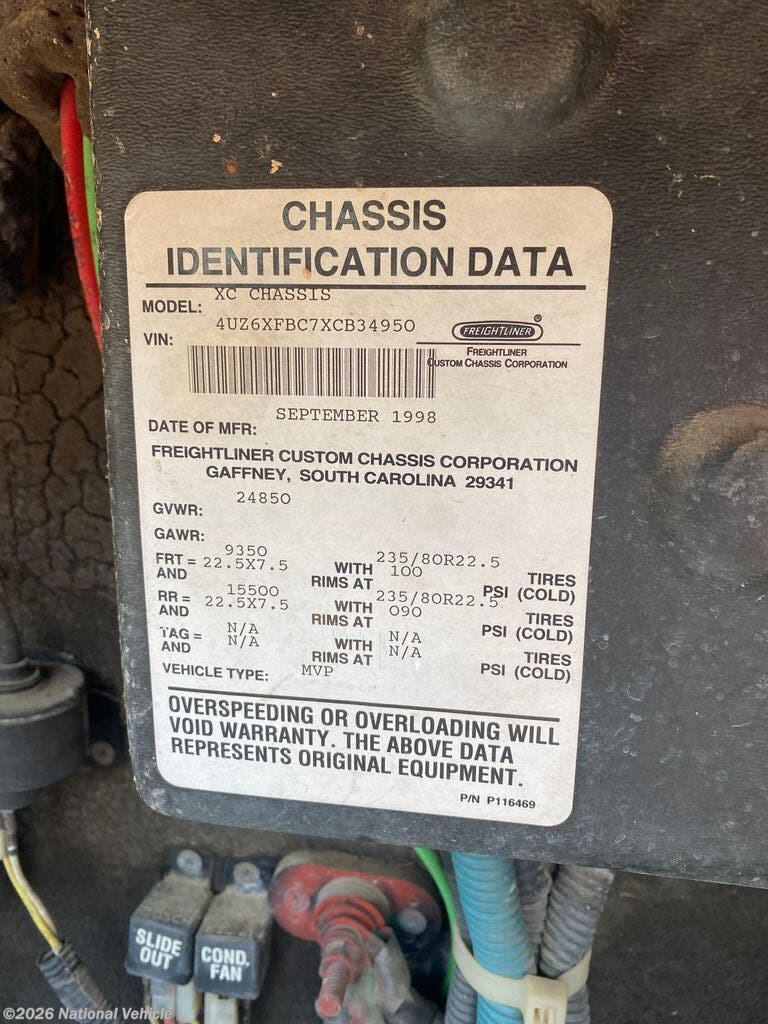 CHASSIS
IDENTIFICATION DATA
MODEL: XC CHASSIS
VIN: 4UZ6XFBC7XCB34950
FREIGHTLINER
FREIGHTLINER
CUSTOM CHASSIS CORPORATION
DATE OF MFR: SEPTEMBER 1998
FREIGHTLINER CUSTOM CHASSIS CORPORATION
GAFFNEY, SOUTH CAROLINA 29341
GVWR: 24850
GAWR:
FRT = 9350 WITH 235/80R22.5 TIRES
AND 22.5X7.5 RIMS AT 100 PSI (COLD)
RR = 15500 WITH 235/80R22.5 TIRES
AND 22.5X7.5 RIMS AT 090 PSI (COLD)
TAG = N/A WITH N/A TIRES
AND N/A RIMS AT N/A PSI (COLD)
VEHICLE TYPE: MVP
OVERSPEEDING OR OVERLOADING WILL
VOID WARRANTY. THE ABOVE DATA
REPRESENTS ORIGINAL EQUIPMENT.
P/N P116469
SLIDE
OUT
COND.
FAN
©2026 National Vehicle